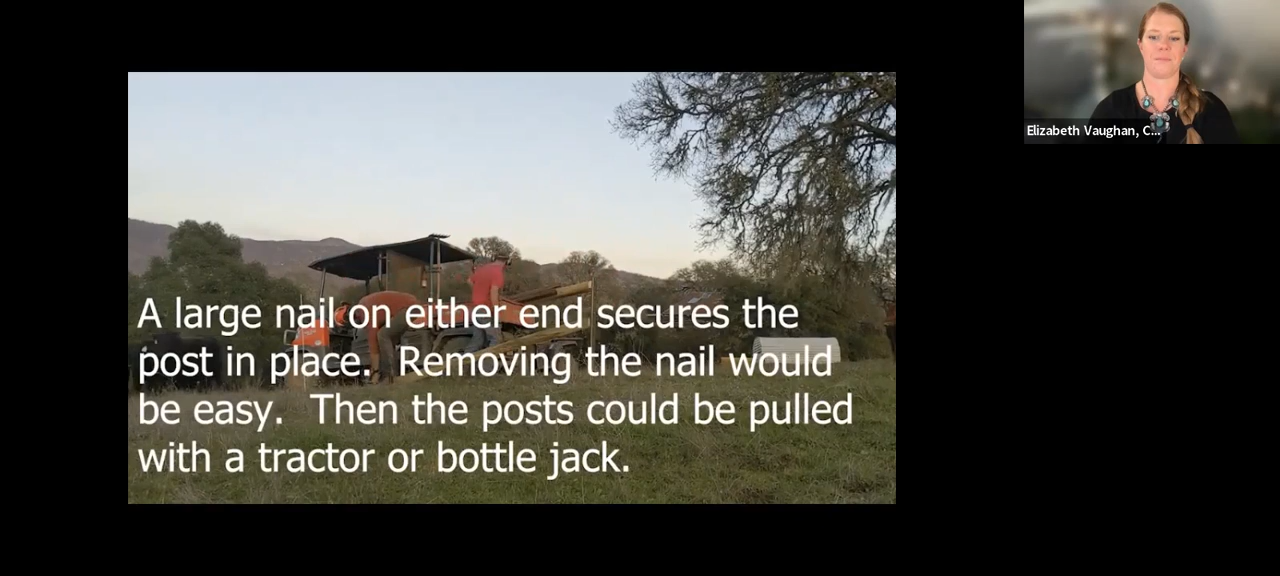 A large nail on either end secures the
post in place.  Removing the nail would
be easy.  Then the posts could be pulled
with a tractor or bottle jack.
Elizabeth Vaughan, C...